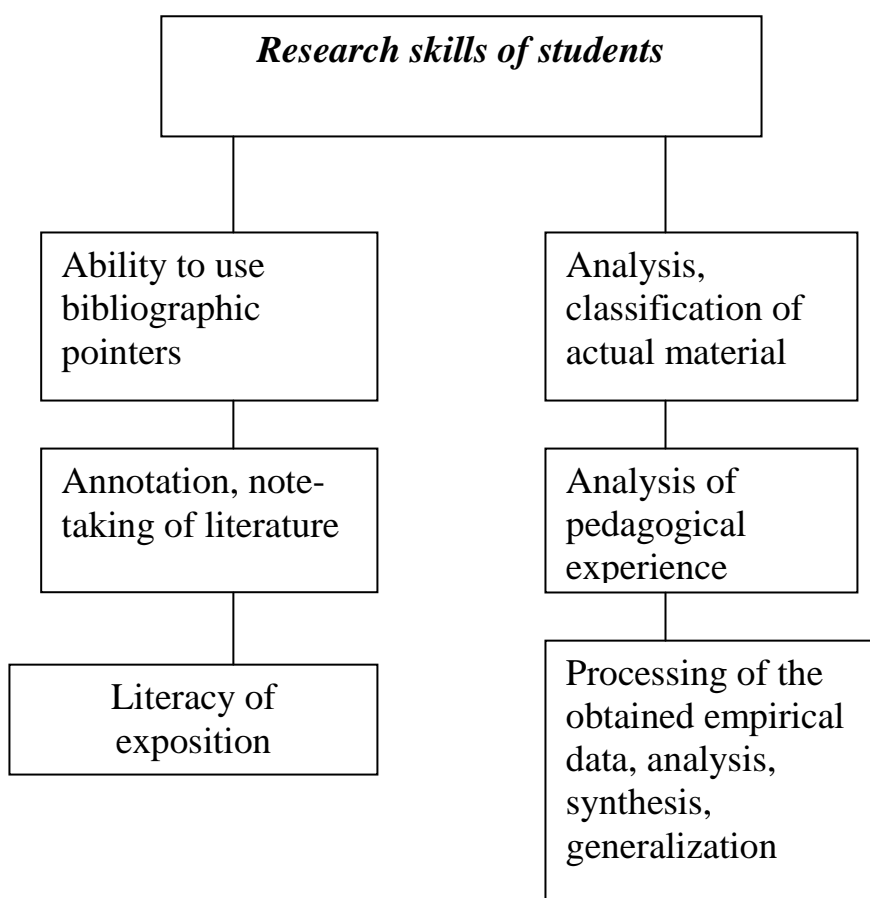 Research skills of students
Ability to use
bibliographic
pointers
Annotation, note-
taking of literature
Literacy of
exposition
Analysis,
classification of
actual material
Analysis of
pedagogical
experience
Processing of the
obtained empirical
data, analysis,
synthesis,
generalization